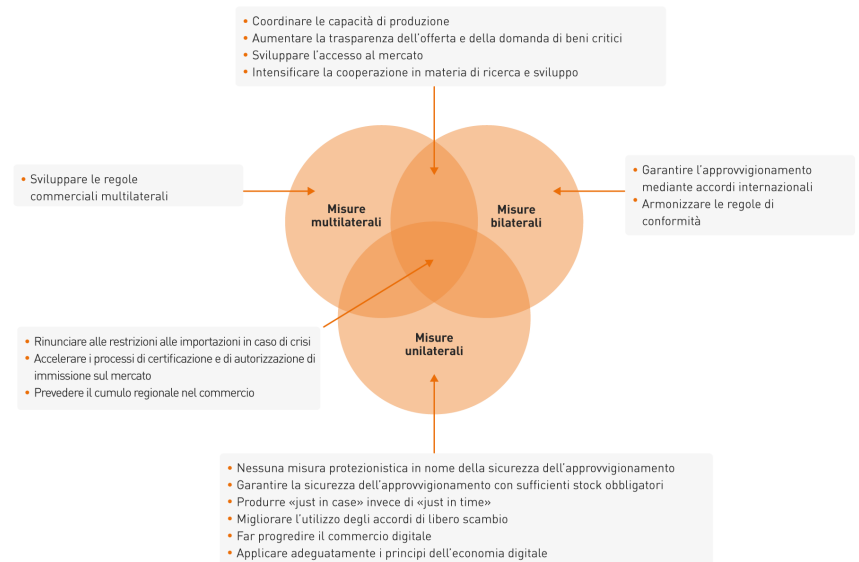 • Coordinare le capacità di produzione
• Aumentare la trasparenza dell'offerta e della domanda di beni critici
• Sviluppare l'accesso al mercato
• Intensificare la cooperazione in materia di ricerca e sviluppo
• Sviluppare le regole
commerciali multilaterali
• Garantire l'approvvigionamento
mediante accordi internazionali
• Armonizzare le regole di
conformità
Misure
multilaterali
Misure
bilaterali
Misure
unilaterali
• Rinunciare alle restrizioni alle importazioni in caso di crisi
• Accelerare i processi di certificazione e di autorizzazione di
immissione sul mercato
• Prevedere il cumulo regionale nel commercio
• Nessuna misura protezionistica in nome della sicurezza dell'approvvigionamento
• Garantire la sicurezza dell'approvvigionamento con sufficienti stock obbligatori
• Produrre «just in case» invece di «just in time»
• Migliorare l'utilizzo degli accordi di libero scambio
• Far progredire il commercio digitale
• Applicare adeguatamente i principi dell'economia digitale